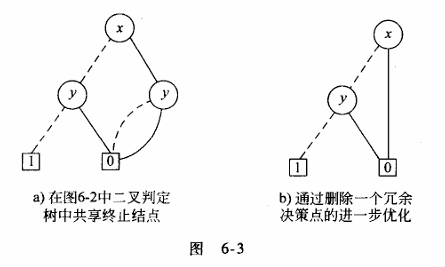 x
x
y
y
y
1
0
1
0
a) 在图6-2中二叉判定
树中共享终止结点
b) 通过删除一个冗余
决策点的进一步优化
图 6-3